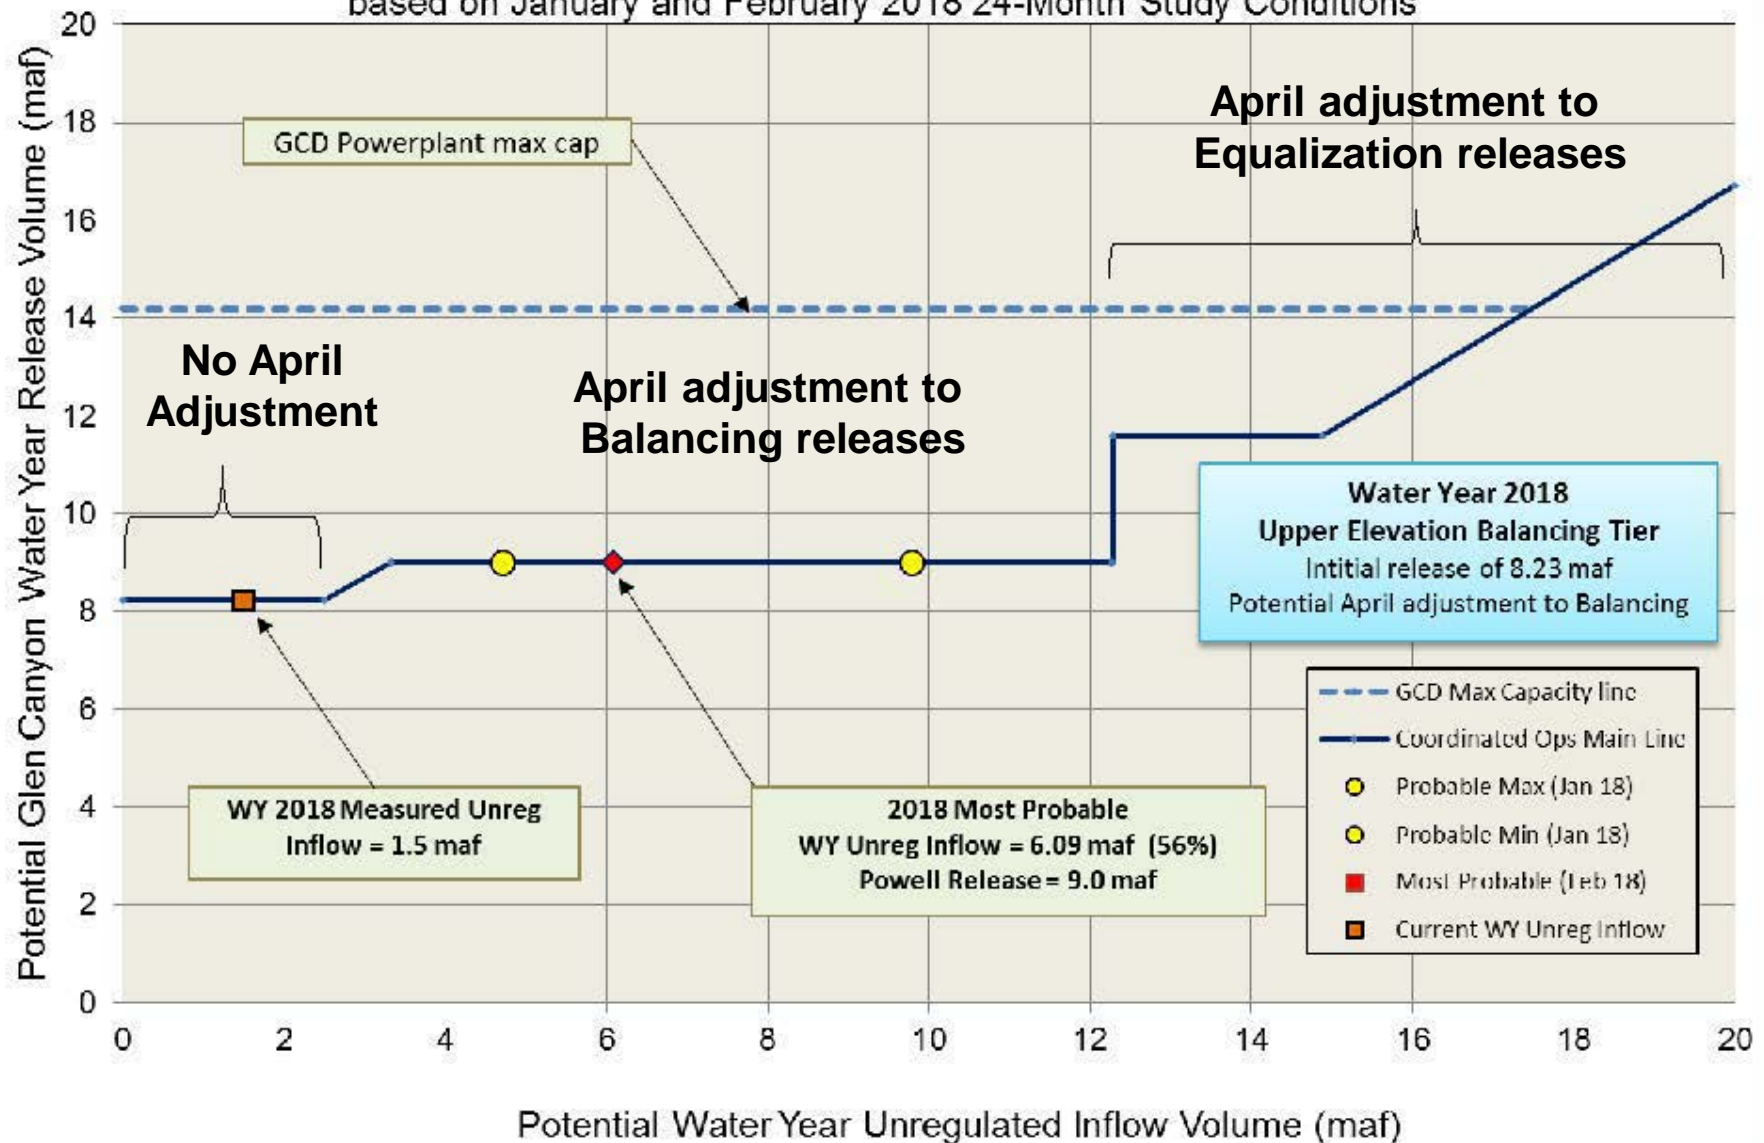 based on January and February 2018 24-Month Study Conditions
Potential Glen Canyon Water Year Release Volume (maf)
20
18
16
14
12
10
8
6
4
2
0
GCD Powerplant max cap
April adjustment to
Equalization releases
No April
Adjustment
April adjustment to
Balancing releases
Water Year 2018
Upper Elevation Balancing Tier
Intitial release of 8.23 maf
Potential April adjustment to Balancing
WY 2018 Measured Unreg
Inflow = 1.5 maf
2018 Most Probable
WY Unreg Inflow = 6.09 maf (56%)
Powell Release = 9.0 maf
GCD Max Capacity line
Coordinated Ops Main Line
Probable Max (Jan 18)
Probable Min (Jan 18)
Most Probable (Feb 18)
Current WY Unreg Inflow
0 2 4 6 8 10 12 14 16 18 20
Potential Water Year Unregulated Inflow Volume (maf)